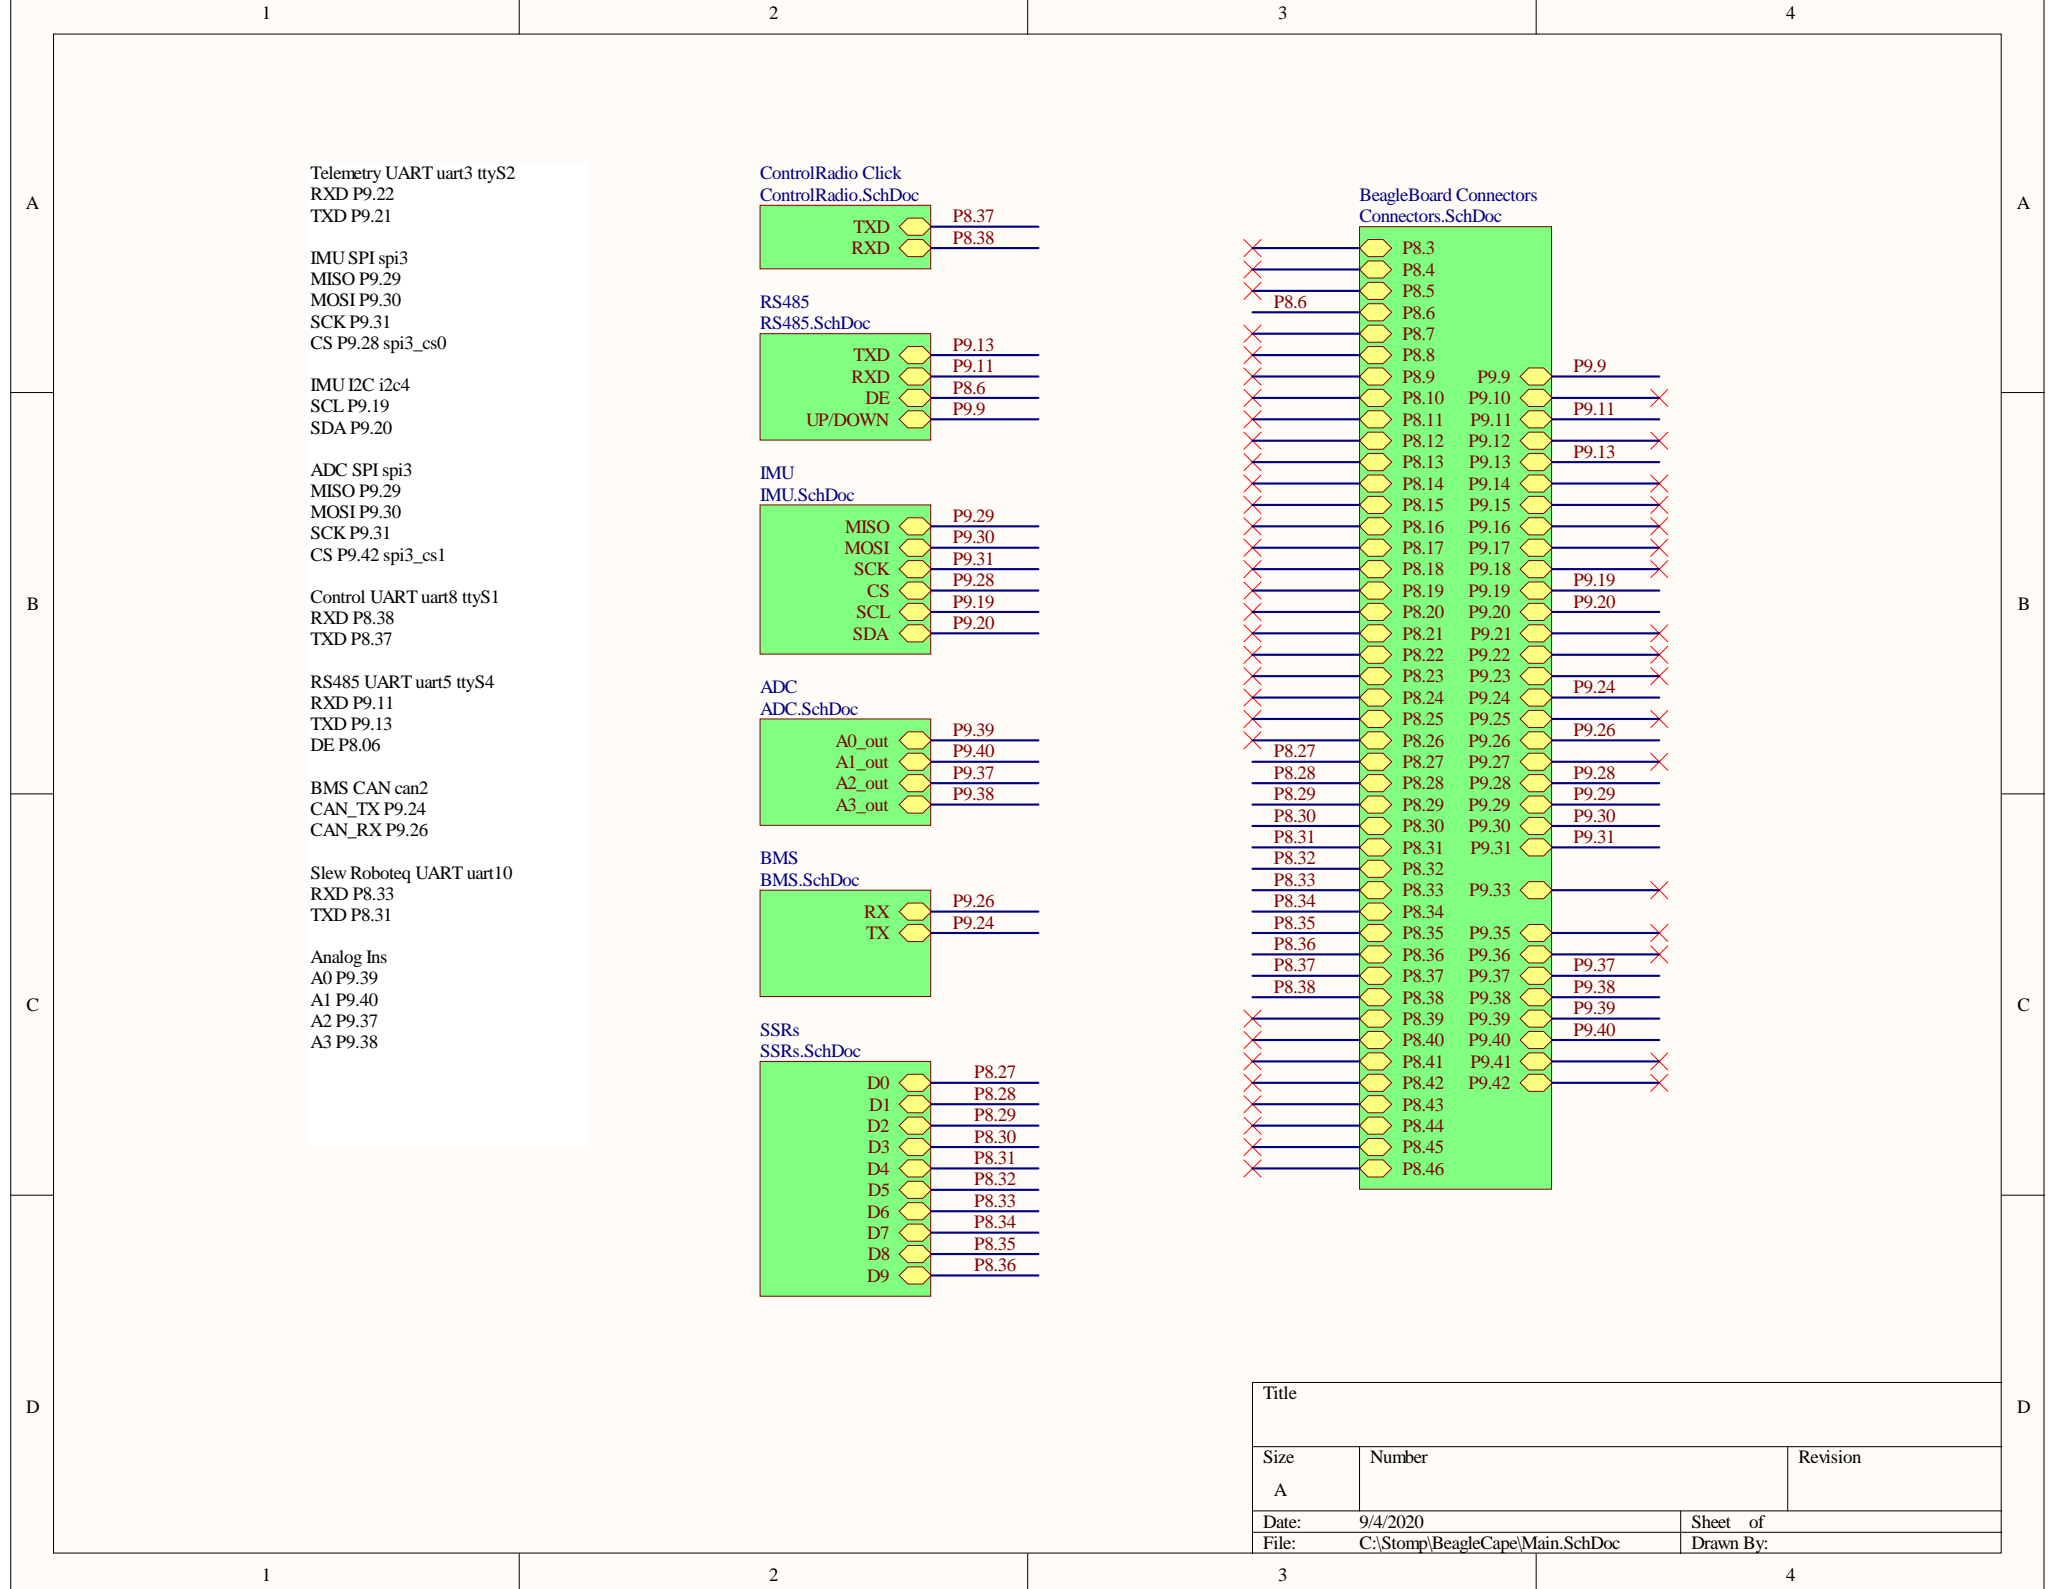 1 2 3 4
A
B
C
D
Telemetry UART uart3 ttyS2
RXD P9.22
TXD P9.21
IMU SPI spi3
MISO P9.29
MOSI P9.30
SCK P9.31
CS P9.28 spi3_cs0
IMU I2C i2c4
SCL P9.19
SDA P9.20
ADC SPI spi3
MISO P9.29
MOSI P9.30
SCK P9.31
CS P9.42 spi3_cs1
Control UART uart8 ttyS1
RXD P8.38
TXD P8.37
RS485 UART uart5 ttyS4
RXD P9.11
TXD P9.13
DE P8.06
BMS CAN can2
CAN_TX P9.24
CAN_RX P9.26
Slew Roboteq UART uart10
RXD P8.33
TXD P8.31
Analog Ins
A0 P9.39
A1 P9.40
A2 P9.37
A3 P9.38
ControlRadio Click
ControlRadio.SchDoc
TXD P8.37
RXD P8.38
RS485
RS485.SchDoc
TXD P9.13
RXD P9.11
DE P8.6
UP/DOWN P9.9
IMU
IMU.SchDoc
MISO P9.29
MOSI P9.30
SCK P9.31
CS P9.28
SCL P9.19
SDA P9.20
ADC
ADC.SchDoc
A0_out P9.39
A1_out P9.40
A2_out P9.37
A3_out P9.38
BMS
BMS.SchDoc
RX P9.26
TX P9.24
SSRs
SSRs.SchDoc
D0 P8.27
D1 P8.28
D2 P8.29
D3 P8.30
D4 P8.31
D5 P8.32
D6 P8.33
D7 P8.34
D8 P8.35
D9 P8.36
BeagleBoard Connectors
Connectors.SchDoc
P8.3
P8.4
P8.5
P8.6 P8.6
P8.7
P8.8
P8.9 P9.9 P9.9
P8.10 P9.10
P8.11 P9.11 P9.11
P8.12 P9.12
P8.13 P9.13 P9.13
P8.14 P9.14
P8.15 P9.15
P8.16 P9.16
P8.17 P9.17
P8.18 P9.18
P8.19 P9.19 P9.19
P8.20 P9.20 P9.20
P8.21 P9.21
P8.22 P9.22
P8.23 P9.23
P8.24 P9.24 P9.24
P8.25 P9.25
P8.26 P9.26 P9.26
P8.27 P8.27 P9.27
P8.28 P8.28 P9.28 P9.28
P8.29 P8.29 P9.29 P9.29
P8.30 P8.30 P9.30 P9.30
P8.31 P8.31 P9.31 P9.31
P8.32 P8.32
P8.33 P8.33 P9.33
P8.34 P8.34
P8.35 P8.35 P9.35
P8.36 P8.36 P9.36
P8.37 P8.37 P9.37 P9.37
P8.38 P8.38 P9.38 P9.38
P8.39 P9.39 P9.39
P8.40 P9.40 P9.40
P8.41 P9.41
P8.42 P9.42
P8.43
P8.44
P8.45
P8.46
A
B
C
D
Title
Size Number Revision
A
Date: 9/4/2020 Sheet of
File: C:\Stomp\BeagleCape\Main.SchDoc Drawn By:
1 2 3 4